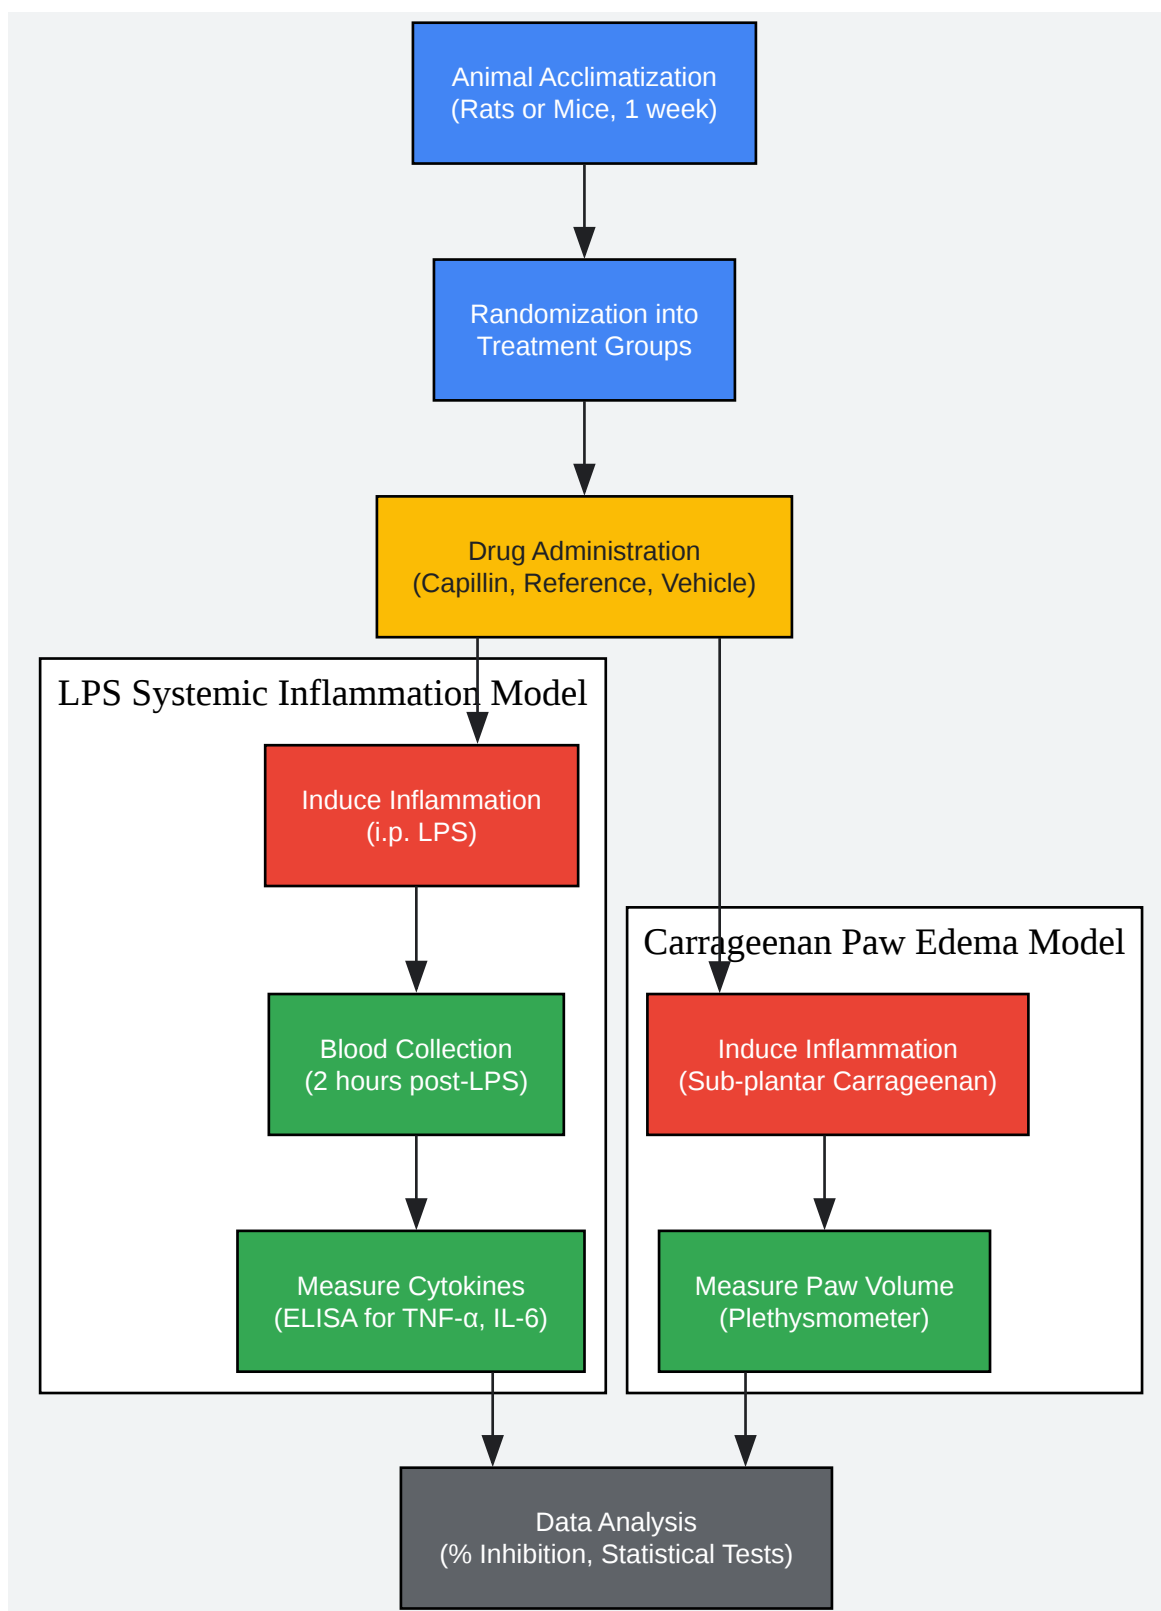 Animal Acclimatization
(Rats or Mice, 1 week)
Randomization into
Treatment Groups
Drug Administration
(Capillin, Reference, Vehicle)
LPS Systemic Inflammation Model
Induce Inflammation
(i.p. LPS)
Blood Collection
(2 hours post-LPS)
Measure Cytokines
(ELISA for TNF-α, IL-6)
Carrageenan Paw Edema Model
Induce Inflammation
(Sub-plantar Carrageenan)
Measure Paw Volume
(Plethysmometer)
Data Analysis
(% Inhibition, Statistical Tests)